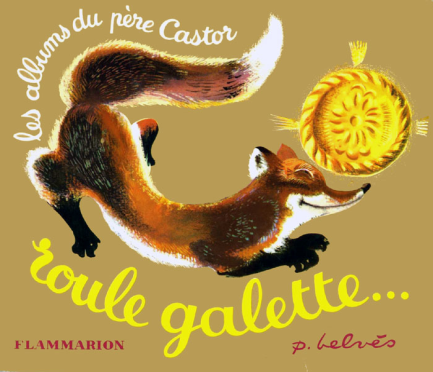 les albums du père Castor
roule galette...
FLAMMARION
p. belvès